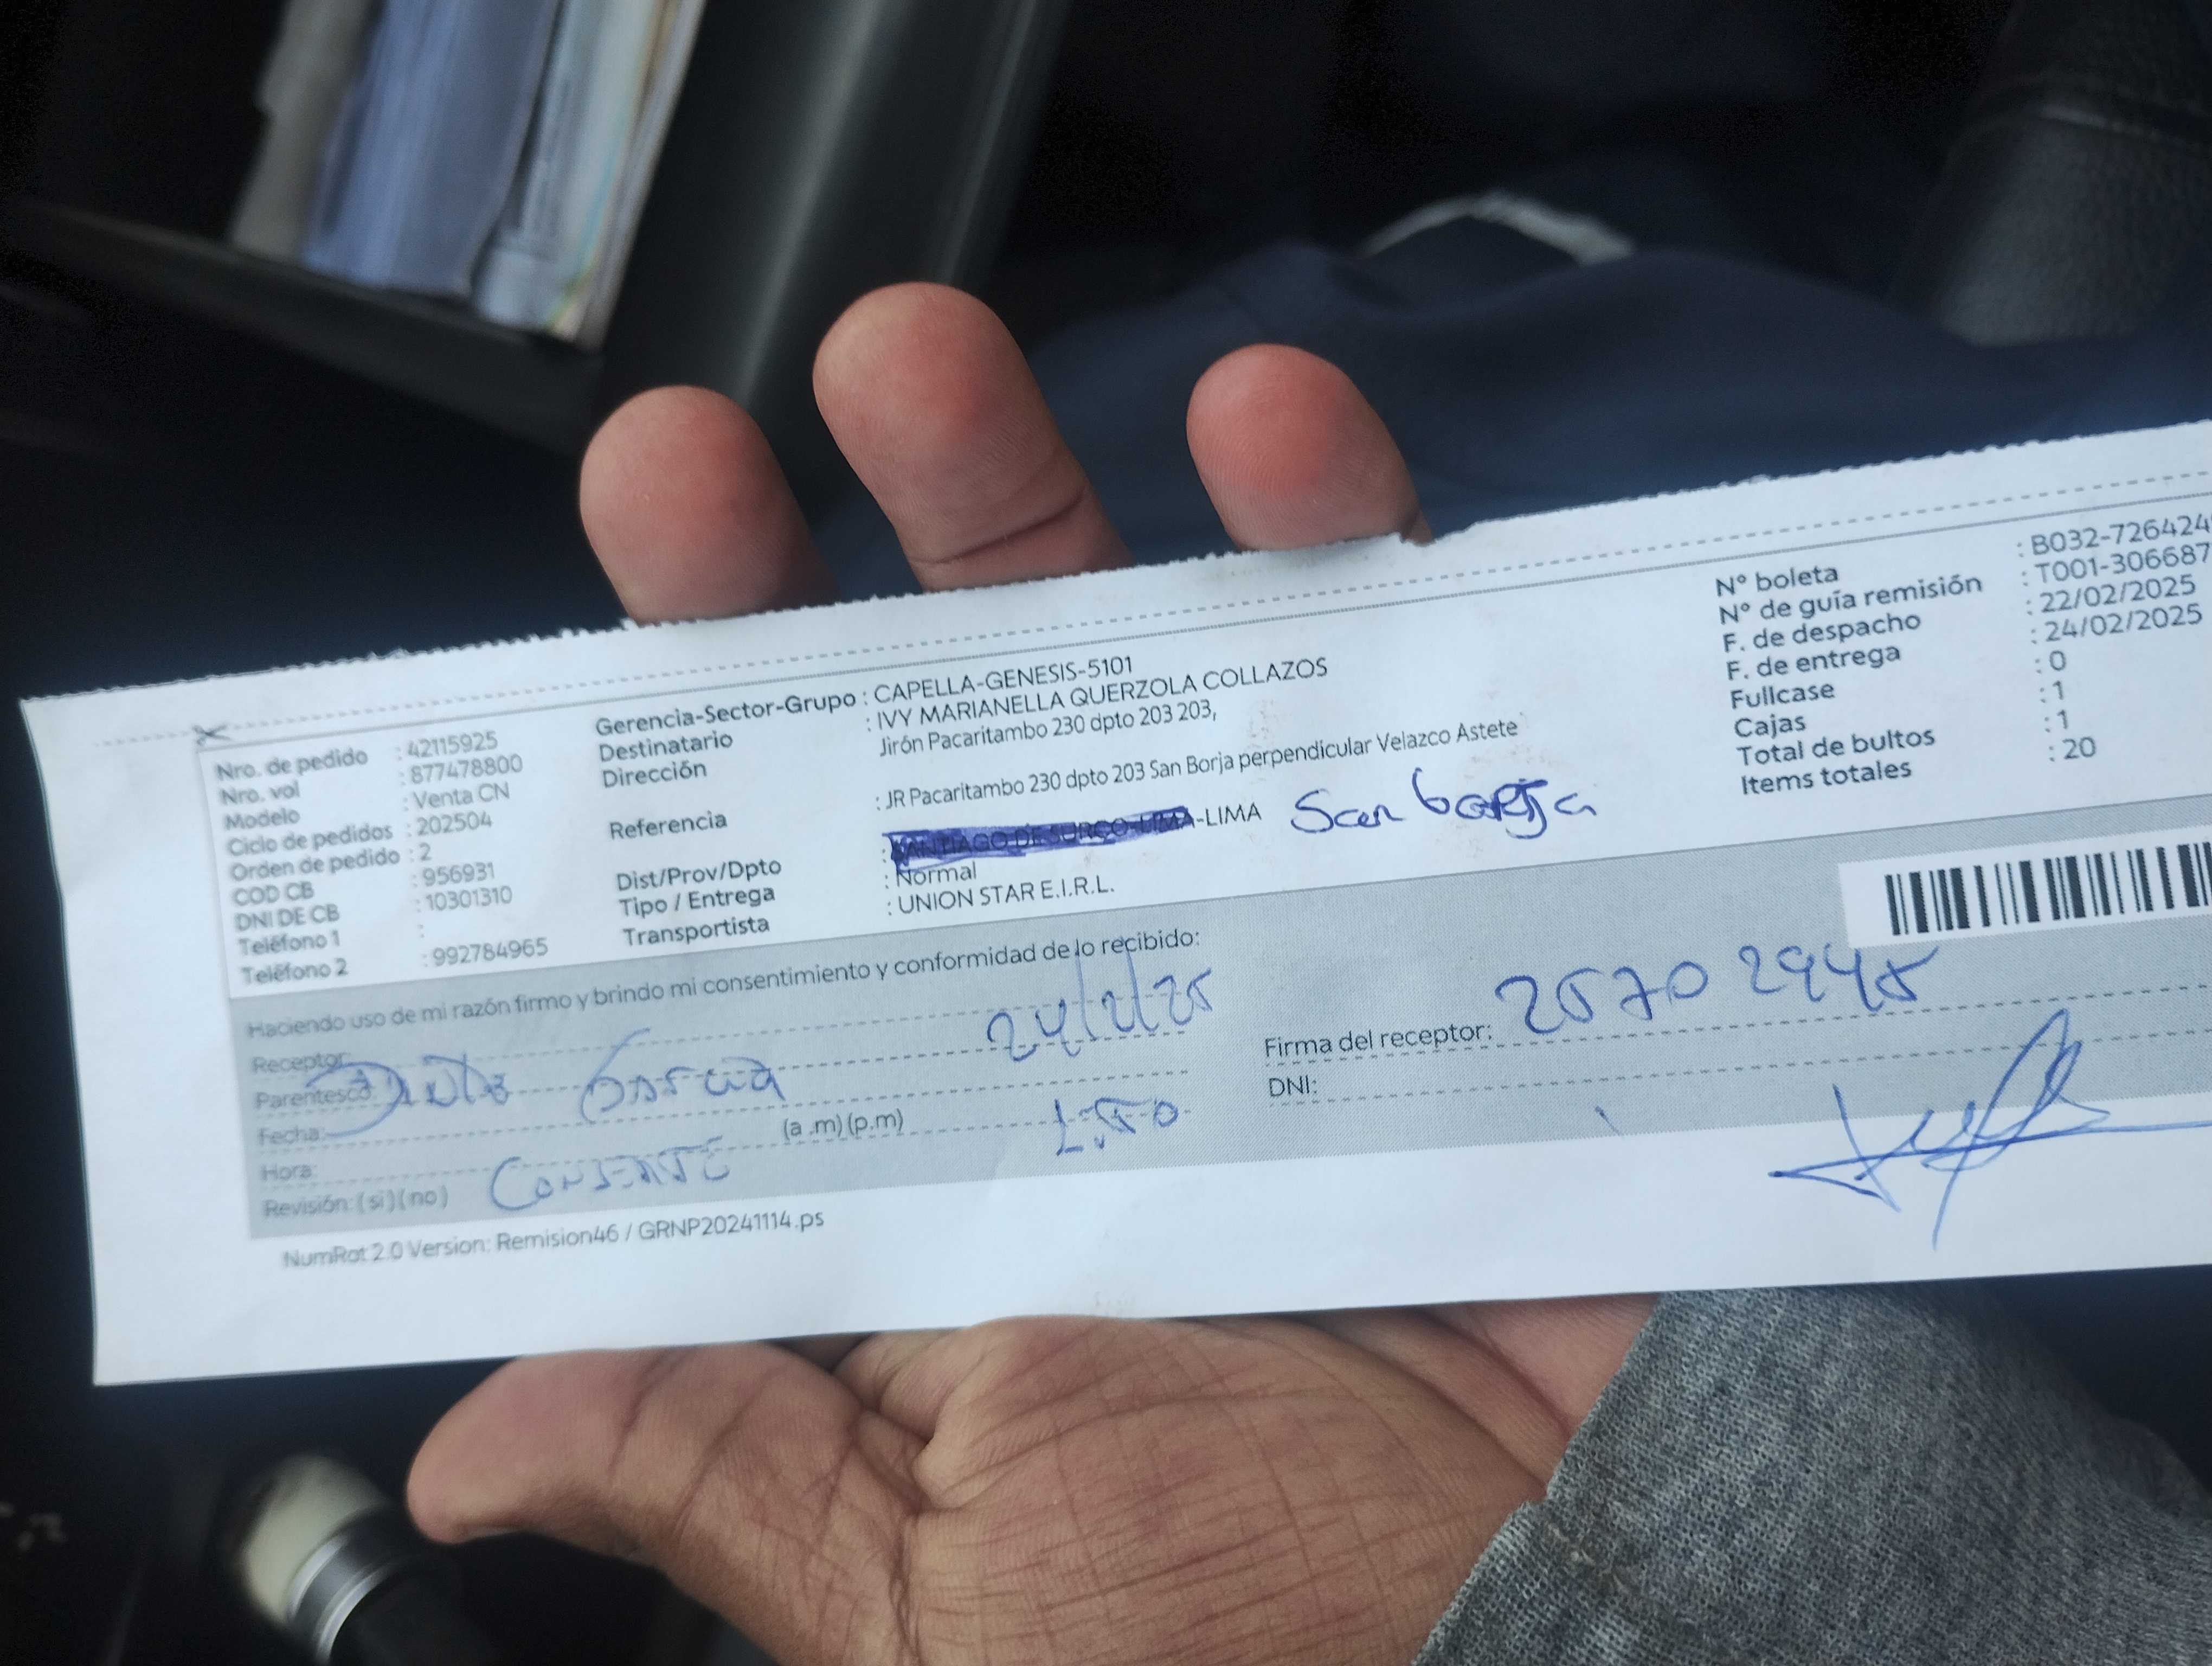 Nro. de pedido : 42115925
Nro. vol : 877478800
Modelo : Venta CN
Ciclo de pedidos : 202504
Orden de pedido : 2
COD CB : 956931
DNI DE CB : 10301310
Teléfono 1 :
Teléfono 2 : 992784965
Gerencia-Sector-Grupo : CAPELLA-GENESIS-5101
Destinatario : IVY MARIANELLA QUERZOLA COLLAZOS
Dirección Jirón Pacaritambo 230 dpto 203 203,
Referencia : JR Pacaritambo 230 dpto 203 San Borja perpendicular Velazco Astete
Dist/Prov/Dpto : SANTIAGO DE SURCO-LIMA-LIMA San borja
Tipo / Entrega : Normal
Transportista : UNION STAR E.I.R.L.
N° boleta : B032-726424
N° de guía remisión : T001-306687
F. de despacho : 22/02/2025
F. de entrega : 24/02/2025
Fullcase : 0
Cajas : 1
Total de bultos : 1
Items totales : 20
Haciendo uso de mi razón firmo y brindo mi consentimiento y conformidad de lo recibido:
Receptor:
Parentesco:
Fecha: 24/2/25
Hora: (a .m) (p.m)
Revisión: (si) (no)
Firma del receptor: 25702945
DNI:
NumRot 2.0 Version: Remision46 / GRNP20241114.ps